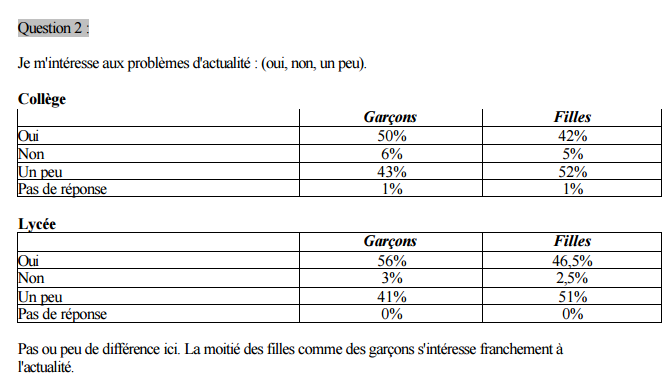 Question 2 :
Je m'intéresse aux problèmes d'actualité : (oui, non, un peu).
Collège
Garçons Filles
Oui 50% 42%
Non 6% 5%
Un peu 43% 52%
Pas de réponse 1% 1%
Lycée
Garçons Filles
Oui 56% 46,5%
Non 3% 2,5%
Un peu 41% 51%
Pas de réponse 0% 0%
Pas ou peu de différence ici. La moitié des filles comme des garçons s'intéresse franchement à
l'actualité.